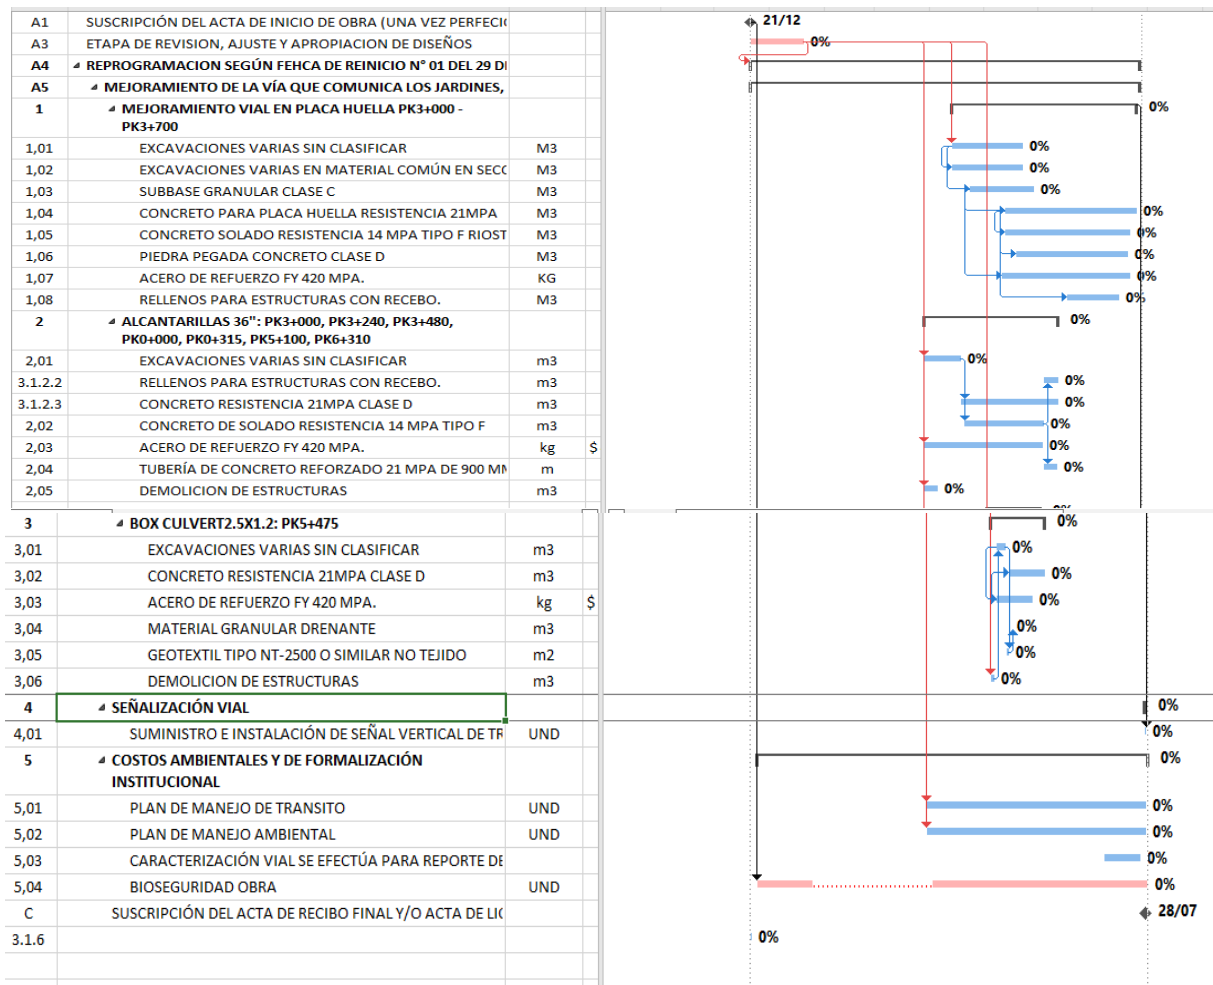 A1 SUSCRIPCIÓN DEL ACTA DE INICIO DE OBRA (UNA VEZ PERFECI 21/12
A3 ETAPA DE REVISION, AJUSTE Y APROPIACION DE DISEÑOS 0%
A4 REPROGRAMACION SEGÚN FEHCA DE REINICIO N° 01 DEL 29 DI
A5 MEJORAMIENTO DE LA VÍA QUE COMUNICA LOS JARDINES,
1 MEJORAMIENTO VIAL EN PLACA HUELLA PK3+000 - 0%
PK3+700
1,01 EXCAVACIONES VARIAS SIN CLASIFICAR M3 0%
1,02 EXCAVACIONES VARIAS EN MATERIAL COMÚN EN SECC M3 0%
1,03 SUBBASE GRANULAR CLASE C M3 0%
1,04 CONCRETO PARA PLACA HUELLA RESISTENCIA 21MPA M3 0%
1,05 CONCRETO SOLADO RESISTENCIA 14 MPA TIPO F RIOST M3 0%
1,06 PIEDRA PEGADA CONCRETO CLASE D M3 0%
1,07 ACERO DE REFUERZO FY 420 MPA. KG 0%
1,08 RELLENOS PARA ESTRUCTURAS CON RECEBO. M3 0%
2 ALCANTARILLAS 36": PK3+000, PK3+240, PK3+480, 0%
PK0+000, PK0+315, PK5+100, PK6+310
2,01 EXCAVACIONES VARIAS SIN CLASIFICAR m3 0%
3.1.2.2 RELLENOS PARA ESTRUCTURAS CON RECEBO. m3 0%
3.1.2.3 CONCRETO RESISTENCIA 21MPA CLASE D m3 0%
2,02 CONCRETO DE SOLADO RESISTENCIA 14 MPA TIPO F m3 0%
2,03 ACERO DE REFUERZO FY 420 MPA. kg $ 0%
2,04 TUBERÍA DE CONCRETO REFORZADO 21 MPA DE 900 MM m 0%
2,05 DEMOLICION DE ESTRUCTURAS m3 0%
3 BOX CULVERT2.5X1.2: PK5+475 0%
3,01 EXCAVACIONES VARIAS SIN CLASIFICAR m3 0%
3,02 CONCRETO RESISTENCIA 21MPA CLASE D m3 0%
3,03 ACERO DE REFUERZO FY 420 MPA. kg $ 0%
3,04 MATERIAL GRANULAR DRENANTE m3 0%
3,05 GEOTEXTIL TIPO NT-2500 O SIMILAR NO TEJIDO m2 0%
3,06 DEMOLICION DE ESTRUCTURAS m3 0%
4 SEÑALIZACIÓN VIAL 0%
4,01 SUMINISTRO E INSTALACIÓN DE SEÑAL VERTICAL DE TR UND 0%
5 COSTOS AMBIENTALES Y DE FORMALIZACIÓN 0%
INSTITUCIONAL
5,01 PLAN DE MANEJO DE TRANSITO UND 0%
5,02 PLAN DE MANEJO AMBIENTAL UND 0%
5,03 CARACTERIZACIÓN VIAL SE EFECTÚA PARA REPORTE DE 0%
5,04 BIOSEGURIDAD OBRA UND 0%
C SUSCRIPCIÓN DEL ACTA DE RECIBO FINAL Y/O ACTA DE LI 28/07
3.1.6 0%